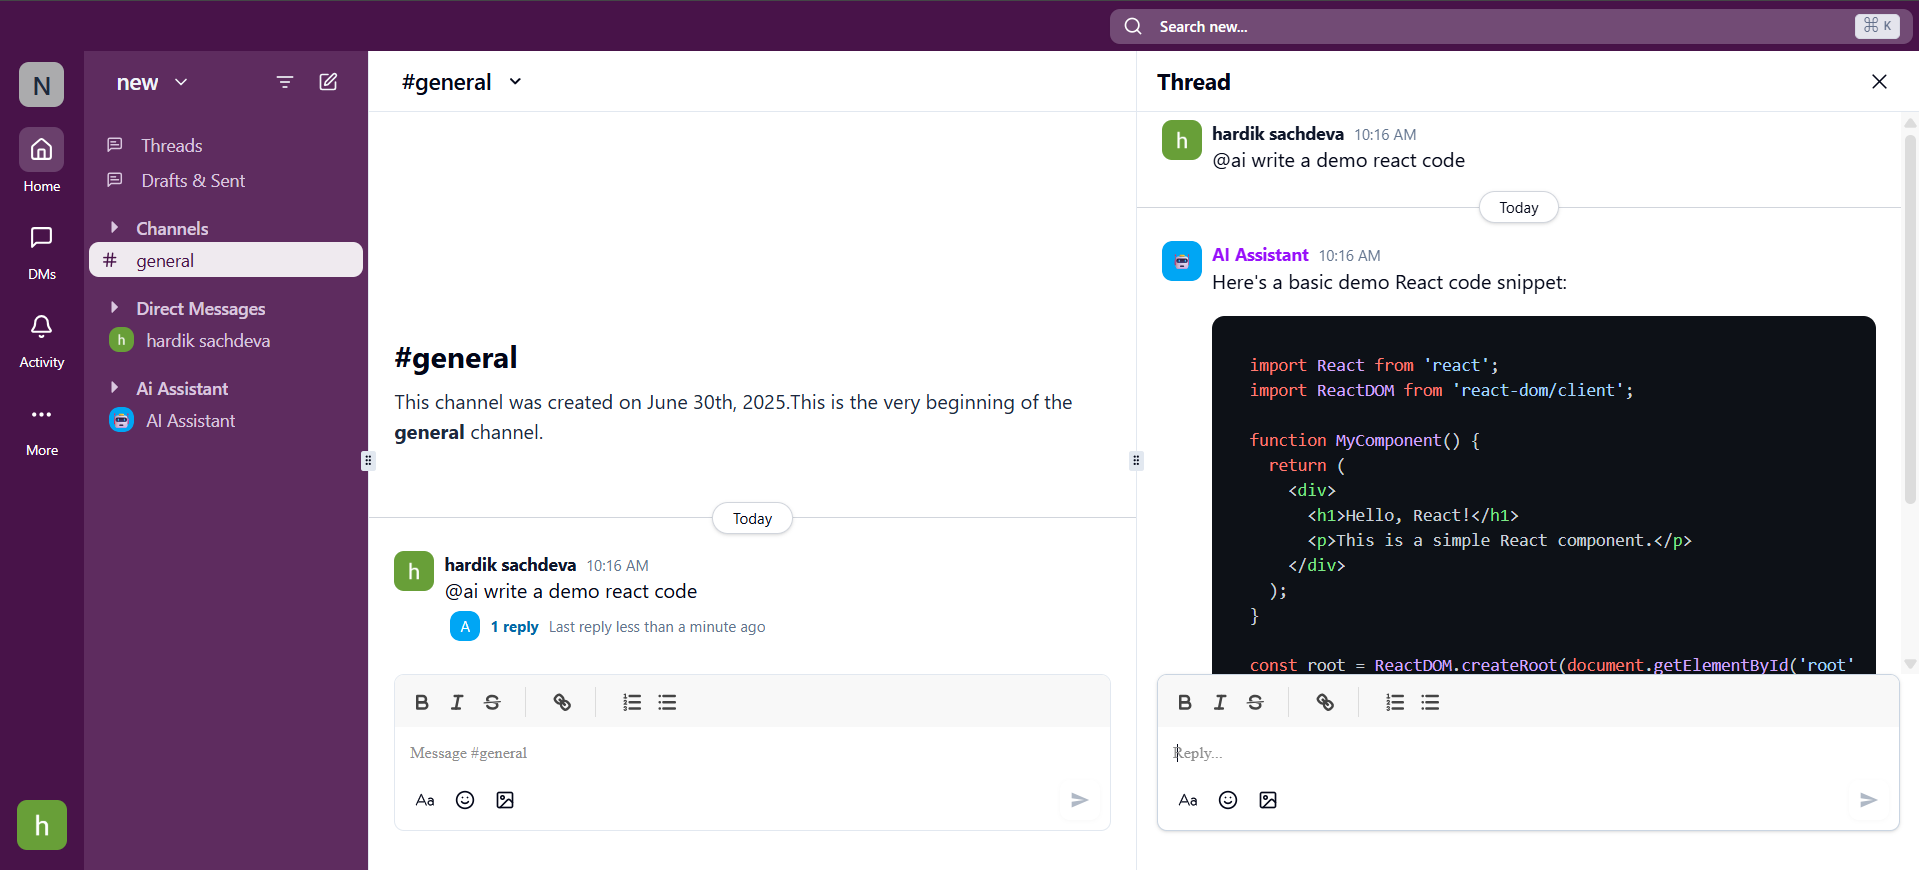 Search new...
⌘ K
N
Home
DMs
Activity
More
h
new
Threads
Drafts & Sent
Channels
# general
Direct Messages
h hardik sachdeva
Ai Assistant
AI Assistant
#general
#general
This channel was created on June 30th, 2025.This is the very beginning of the
general channel.
Today
h
hardik sachdeva 10:16 AM
@ai write a demo react code
A 1 reply Last reply less than a minute ago
B I S
Message #general
Aa
Thread
h
hardik sachdeva 10:16 AM
@ai write a demo react code
Today
AI Assistant 10:16 AM
Here's a basic demo React code snippet:
import React from 'react';
import ReactDOM from 'react-dom/client';
function MyComponent() {
return (
<div>
<h1>Hello, React!</h1>
<p>This is a simple React component.</p>
</div>
);
}
const root = ReactDOM.createRoot(document.getElementById('root'
B I S
Reply...
Aa